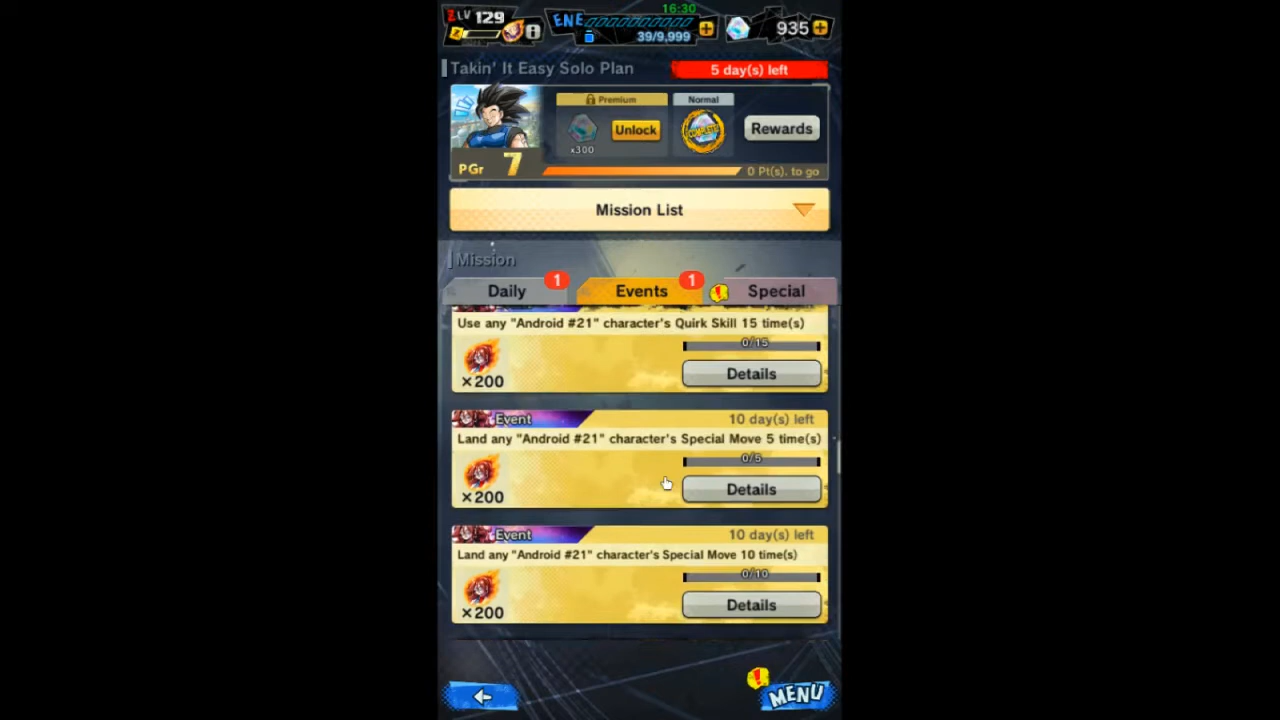 16:30
Z LV 129
ENE
39/9,999
935
Takin' It Easy Solo Plan
5 day(s) left
Premium
Normal
Unlock
COMPLETE!
Rewards
x300
PGr 7
0 Pt(s). to go
Mission List
Mission
Daily
1
Events
1
Special
Use any "Android #21" character's Quirk Skill 15 time(s)
0/15
×200
Details
Event
10 day(s) left
Land any "Android #21" character's Special Move 5 time(s)
0/5
×200
Details
Event
10 day(s) left
Land any "Android #21" character's Special Move 10 time(s)
0/10
×200
Details
MENU